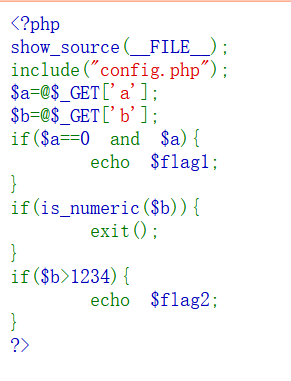 <?php
show_source(__FILE__);
include("config.php");
$a=@$_GET['a'];
$b=@$_GET['b'];
if($a==0 and $a){
echo $flag1;
}
if(is_numeric($b)){
exit();
}
if($b>1234){
echo $flag2;
}
?>